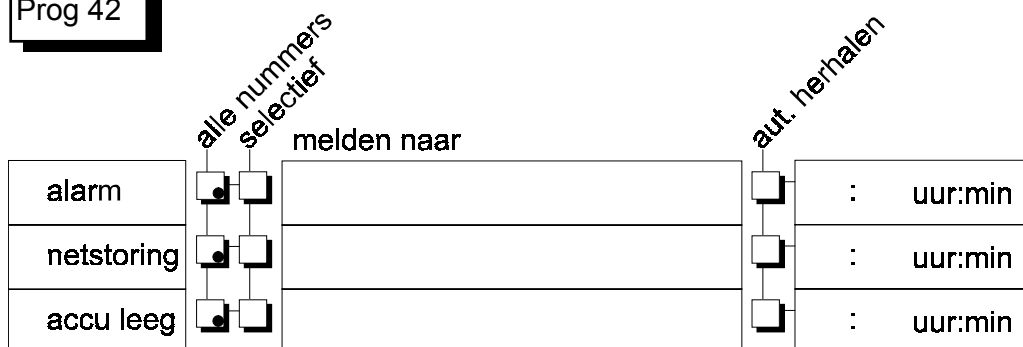 Prog 42
alle nummers
selectief
melden naar
aut. herhalen
alarm : uur:min
netstoring : uur:min
accu leeg : uur:min